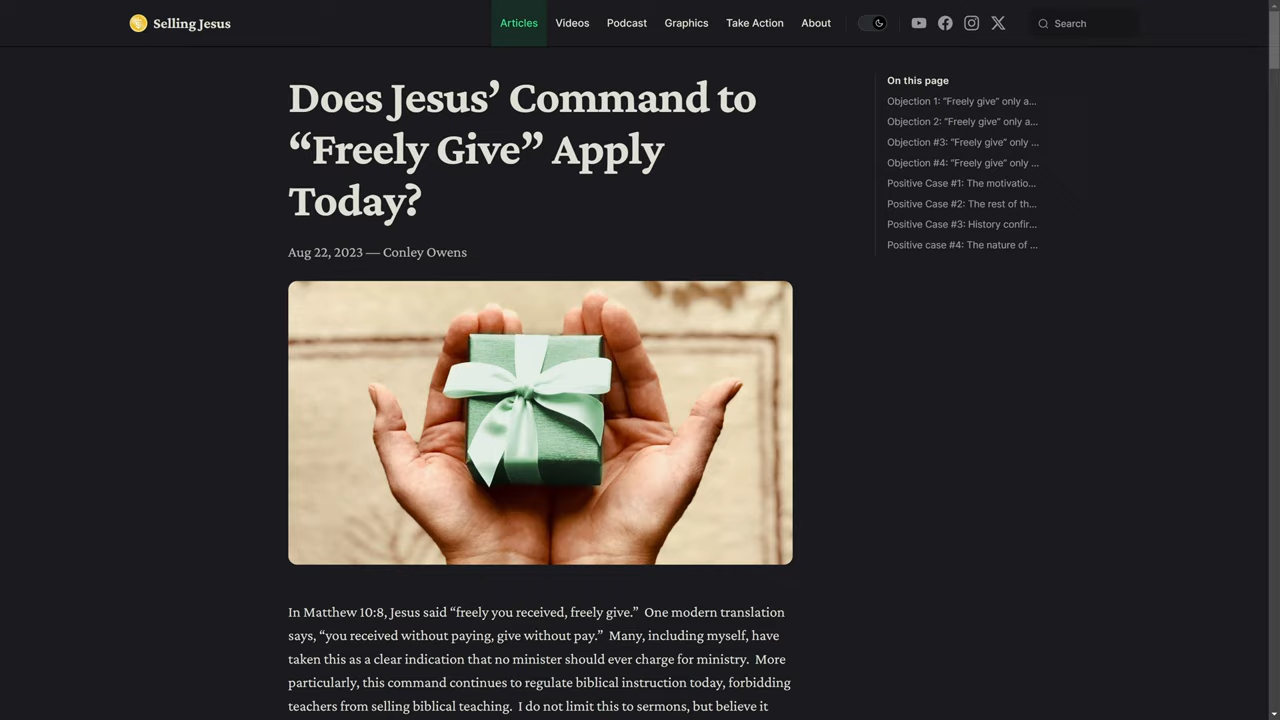 Selling Jesus
Articles Videos Podcast Graphics Take Action About Search
Does Jesus’ Command to
“Freely Give” Apply
Today?
Aug 22, 2023 — Conley Owens
On this page
Objection 1: “Freely give” only a...
Objection 2: “Freely give” only a...
Objection #3: “Freely give” only ...
Objection #4: “Freely give” only ...
Positive Case #1: The motivatio...
Positive Case #2: The rest of th...
Positive Case #3: History confir...
Positive case #4: The nature of ...
In Matthew 10:8, Jesus said “freely you received, freely give.” One modern translation
says, “you received without paying, give without pay.” Many, including myself, have
taken this as a clear indication that no minister should ever charge for ministry. More
particularly, this command continues to regulate biblical instruction today, forbidding
teachers from selling biblical teaching. I do not limit this to sermons, but believe it